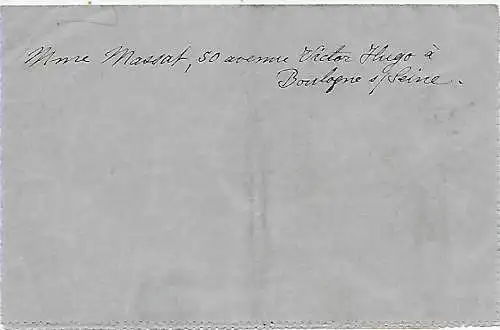 Mme Massat, 50 avenue Victor Hugo à
Boulogne s/Seine.